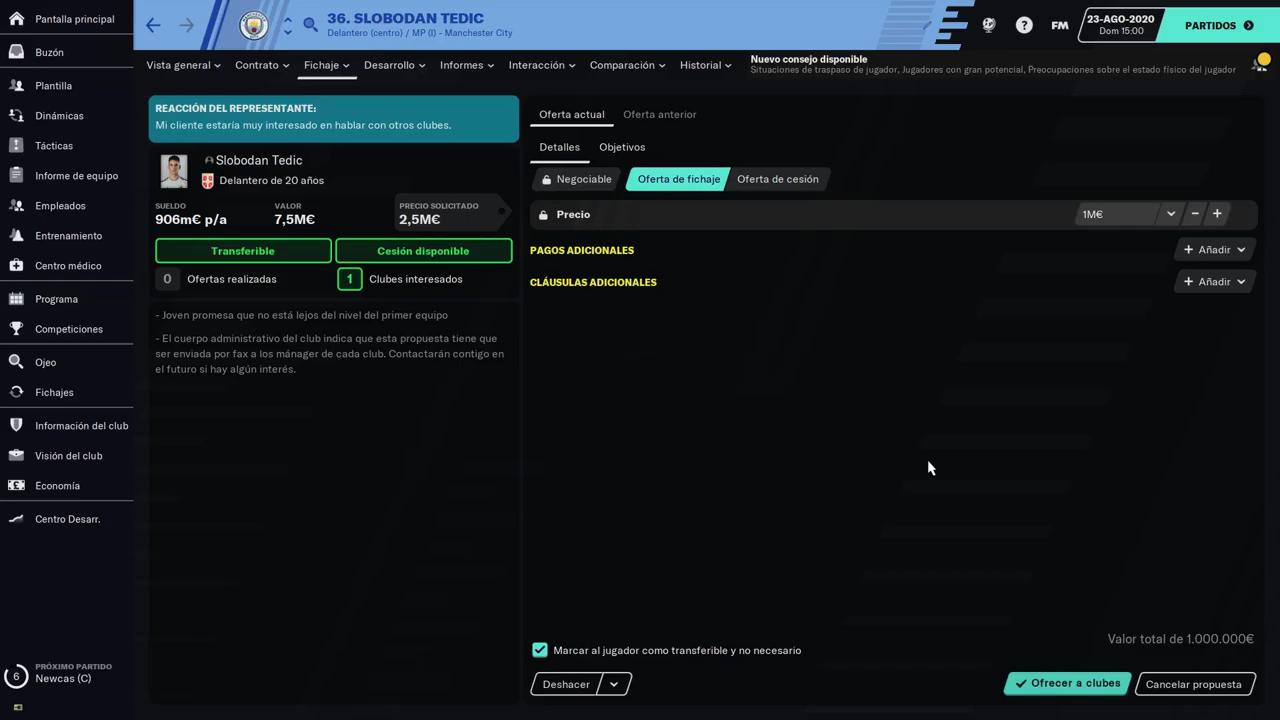 Pantalla principal
Buzón
Plantilla
Dinámicas
Tácticas
Informe de equipo
Empleados
Entrenamiento
Centro médico
Programa
Competiciones
Ojeo
Fichajes
Información del club
Visión del club
Economía
Centro Desarr.
6
PRÓXIMO PARTIDO
Newcas (C)
36. SLOBODAN TEDIC
Delantero (centro) / MP (I) - Manchester City
? FM
23-AGO-2020
Dom 15:00
PARTIDOS
Vista general Contrato Fichaje Desarrollo Informes Interacción Comparación Historial
Nuevo consejo disponible
Situaciones de traspaso de jugador, Jugadores con gran potencial, Preocupaciones sobre el estado físico del jugador
REACCIÓN DEL REPRESENTANTE:
Mi cliente estaría muy interesado en hablar con otros clubes.
Slobodan Tedic
Delantero de 20 años
SUELDO VALOR PRECIO SOLICITADO
906m€ p/a 7,5M€ 2,5M€
Transferible Cesión disponible
0 Ofertas realizadas 1 Clubes interesados
- Joven promesa que no está lejos del nivel del primer equipo
- El cuerpo administrativo del club indica que esta propuesta tiene que
ser enviada por fax a los mánager de cada club. Contactarán contigo en
el futuro si hay algún interés.
Oferta actual Oferta anterior
Detalles Objetivos
Negociable Oferta de fichaje Oferta de cesión
Precio 1M€ - +
PAGOS ADICIONALES + Añadir
CLÁUSULAS ADICIONALES + Añadir
Valor total de 1.000.000€
Marcar al jugador como transferible y no necesario
Deshacer Ofrecer a clubes Cancelar propuesta